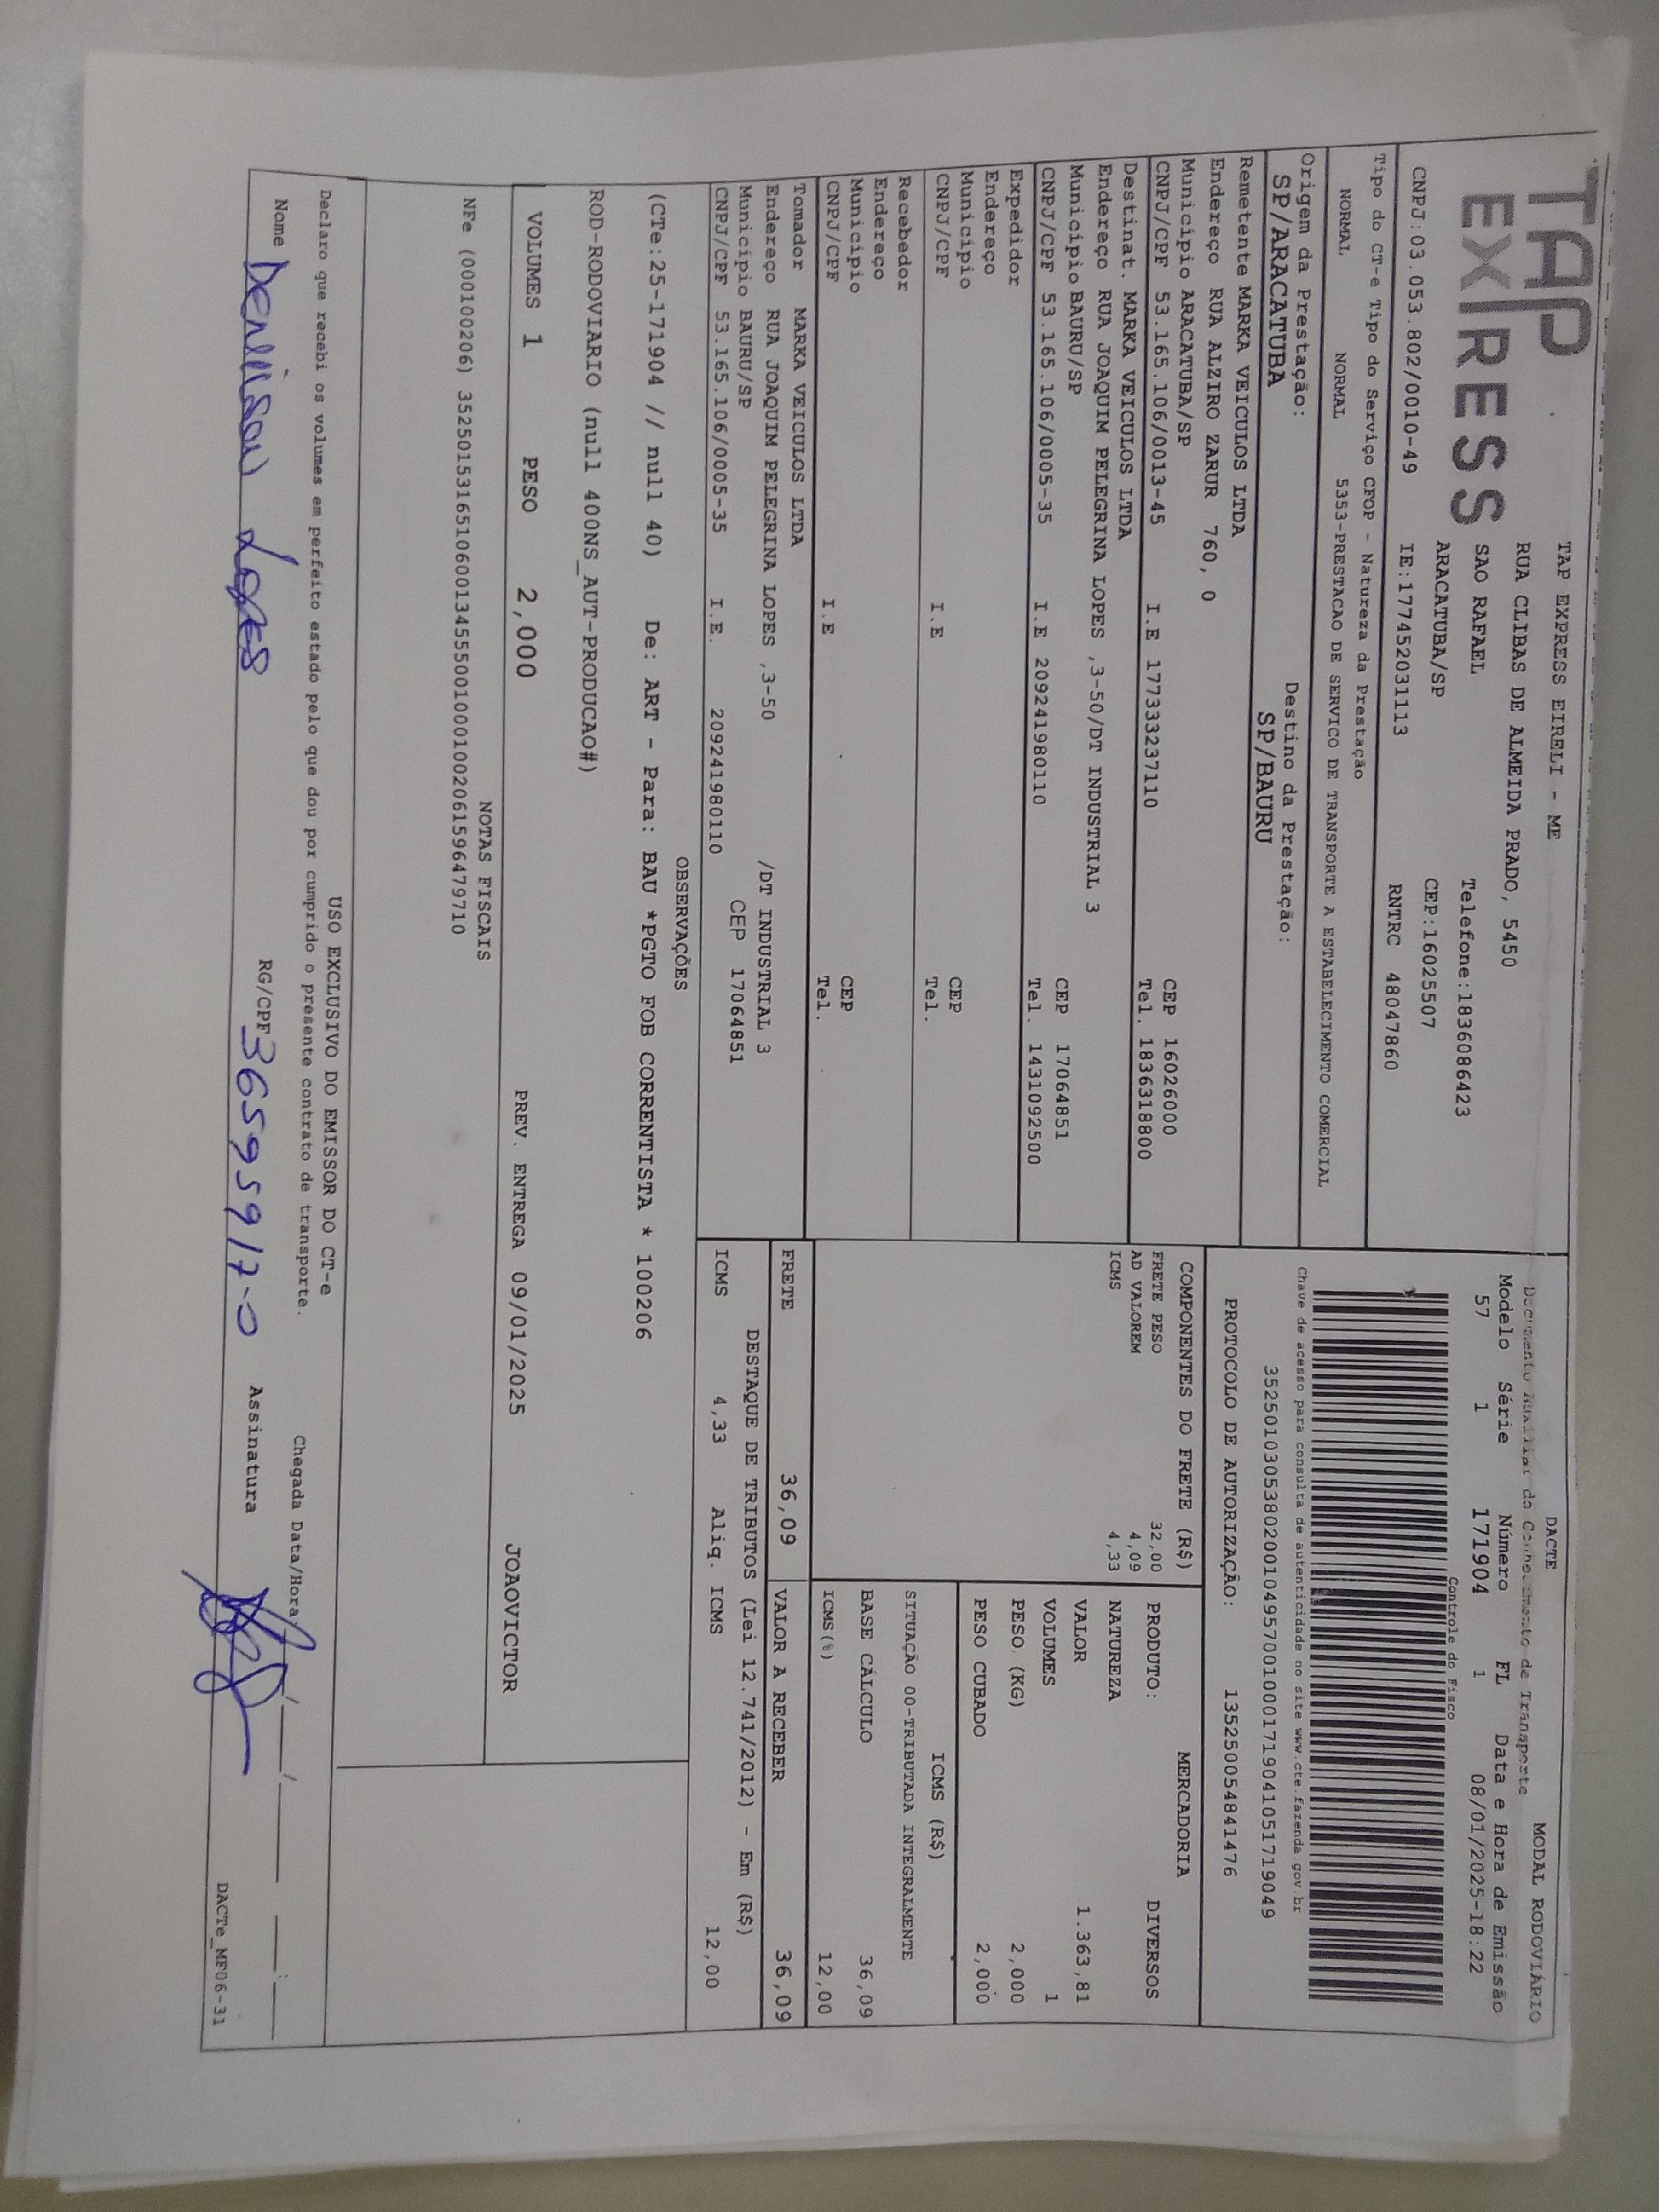 TAP
EXPRESS
TAP EXPRESS EIRELI - ME
RUA CLIBAS DE ALMEIDA PRADO, 5450
SAO RAFAEL Telefone:1836086423
ARACATUBA/SP CEP:16025507
CNPJ:03.053.802/0010-49 IE:177452031113 RNTRC 48047860
Tipo do CT-e Tipo do Serviço CFOP - Natureza da Prestação
NORMAL NORMAL 5353-PRESTACAO DE SERVICO DE TRANSPORTE A ESTABELECIMENTO COMERCIAL
Origem da Prestação: Destino da Prestação:
SP/ARACATUBA SP/BAURU
DACTE MODAL RODOVIÁRIO
Documento Auxiliar do Conhecimento de Transporte
Modelo Série Número FL Data e Hora de Emissão
57 1 171904 1 08/01/2025-18:22
Controle do Fisco
Chave de acesso para consulta de autenticidade no site www.cte.fazenda.gov.br
35250103053802001049570010001719041051719049
PROTOCOLO DE AUTORIZAÇÃO: 135250054841476
Remetente MARKA VEICULOS LTDA
Endereço RUA ALZIRO ZARUR 760, 0
Município ARACATUBA/SP CEP 16026000
CNPJ/CPF 53.165.106/0013-45 I.E 177333237110 Tel. 1836318800
Destinat. MARKA VEICULOS LTDA
Endereço RUA JOAQUIM PELEGRINA LOPES ,3-50/DT INDUSTRIAL 3
Município BAURU/SP CEP 17064851
CNPJ/CPF 53.165.106/0005-35 I.E 209241980110 Tel. 1431092500
Expedidor
Endereço
Município CEP
CNPJ/CPF I.E Tel.
Recebedor
Endereço
Município CEP
CNPJ/CPF I.E Tel.
Tomador MARKA VEICULOS LTDA
Endereço RUA JOAQUIM PELEGRINA LOPES ,3-50 /DT INDUSTRIAL 3
Município BAURU/SP CEP 17064851
CNPJ/CPF 53.165.106/0005-35 I.E. 209241980110
COMPONENTES DO FRETE (R$)
FRETE PESO 32,00
AD VALOREM 4,09
ICMS 4,33
MERCADORIA
PRODUTO: DIVERSOS
NATUREZA
VALOR 1.363,81
VOLUMES 1
PESO (KG) 2,000
PESO CUBADO 2,000
ICMS (R$)
SITUAÇÃO 00-TRIBUTADA INTEGRALMENTE
BASE CÁLCULO 36,09
ICMS(%) 12,00
FRETE 36,09 VALOR A RECEBER 36,09
DESTAQUE DE TRIBUTOS (Lei 12.741/2012) - Em (R$)
ICMS 4,33 Aliq. ICMS 12,00
OBSERVAÇÕES
(CTe:25-171904 // null 40) De: ART - Para: BAU *PGTO FOB CORRENTISTA * 100206
ROD-RODOVIARIO (null 400NS_AUT-PRODUCAO#)
VOLUMES 1 PESO 2,000 PREV. ENTREGA 09/01/2025 JOAOVICTOR
NOTAS FISCAIS
NFe (000100206) 35250153165106001345550010001002061596479710
USO EXCLUSIVO DO EMISSOR DO CT-e
Declaro que recebi os volumes em perfeito estado pelo que dou por cumprido o presente contrato de transporte.
Chegada Data/Hora / / :
Nome Denilson Lopes RG/CPF 36595917-0 Assinatura
DACTe_MF06-31